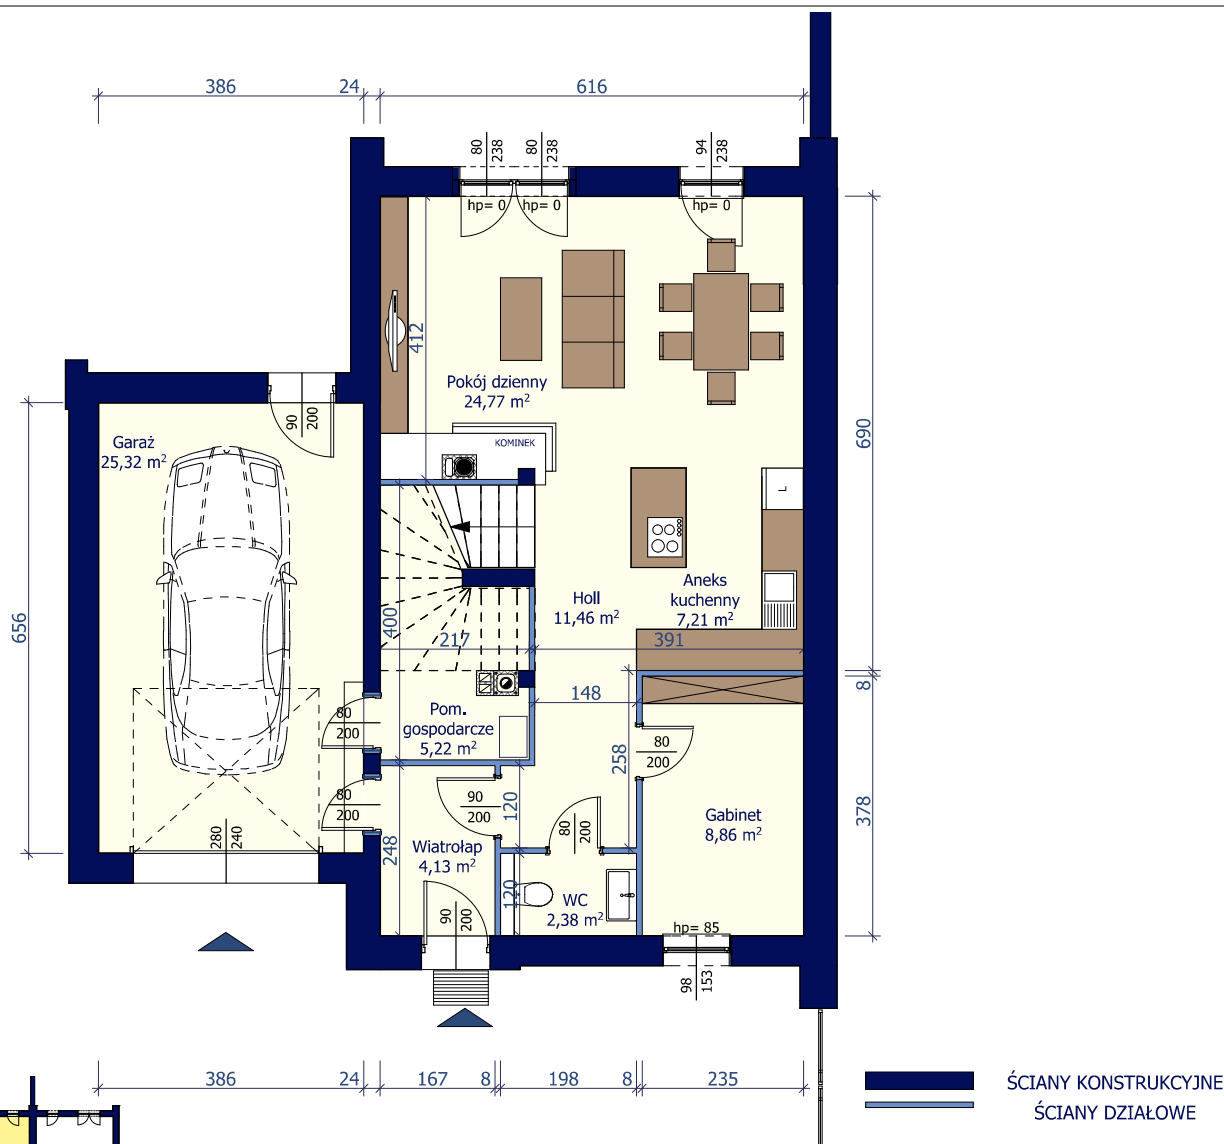 386
24
616
80
238
80
238
94
238
hp= 0
hp= 0
hp= 0
412
Pokój dzienny
24,77 m²
KOMINEK
690
90
200
Garaż
25,32 m²
L
656
400
Holl
11,46 m²
Aneks
kuchenny
7,21 m²
217
391
8
148
Pom.
gospodarcze
5,22 m²
80
200
80
200
258
80
200
90
200
120
80
200
Gabinet
8,86 m²
378
280
240
248
Wiatrołap
4,13 m²
120
WC
2,38 m²
90
200
hp= 85
98
153
386
24
167
8
198
8
235
ŚCIANY KONSTRUKCYJNE
ŚCIANY DZIAŁOWE